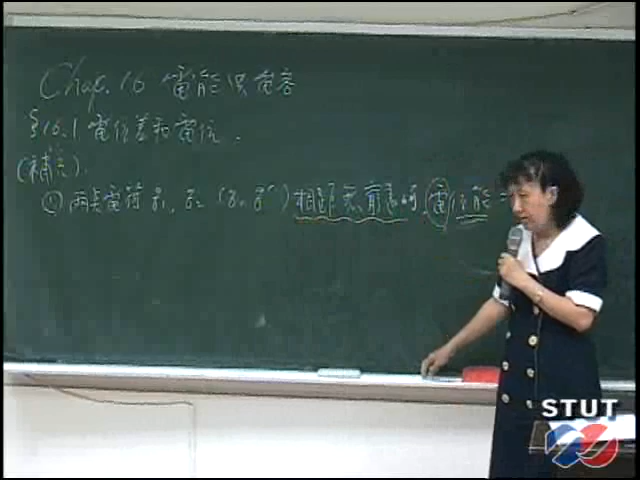 Chap. 16 電能與電容
§16.1 電位差和電位.
(補充).
① 兩點電荷 q₁, q₂ ( ) 相距無窮遠時, 電位能 =
STUT